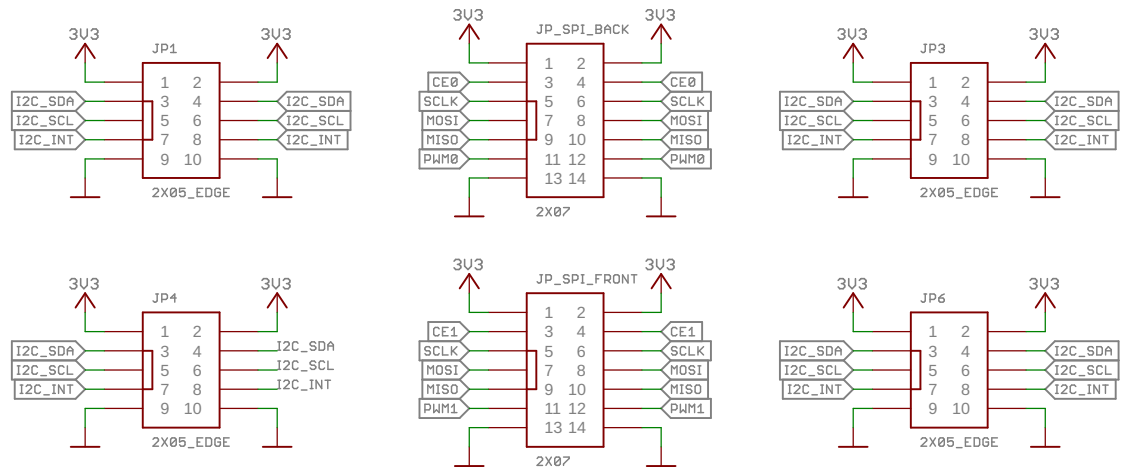 3V3 3V3
JP1
1 2
I2C_SDA 3 4 I2C_SDA
I2C_SCL 5 6 I2C_SCL
I2C_INT 7 8 I2C_INT
9 10
2X05_EDGE
3V3 3V3
JP_SPI_BACK
1 2
CE0 3 4 CE0
SCLK 5 6 SCLK
MOSI 7 8 MOSI
MISO 9 10 MISO
PWM0 11 12 PWM0
13 14
2X07
3V3 3V3
JP3
1 2
I2C_SDA 3 4 I2C_SDA
I2C_SCL 5 6 I2C_SCL
I2C_INT 7 8 I2C_INT
9 10
2X05_EDGE
3V3 3V3
JP4
1 2
I2C_SDA 3 4 I2C_SDA
I2C_SCL 5 6 I2C_SCL
I2C_INT 7 8 I2C_INT
9 10
2X05_EDGE
3V3 3V3
JP_SPI_FRONT
1 2
CE1 3 4 CE1
SCLK 5 6 SCLK
MOSI 7 8 MOSI
MISO 9 10 MISO
PWM1 11 12 PWM1
13 14
2X07
3V3 3V3
JP6
1 2
I2C_SDA 3 4 I2C_SDA
I2C_SCL 5 6 I2C_SCL
I2C_INT 7 8 I2C_INT
9 10
2X05_EDGE